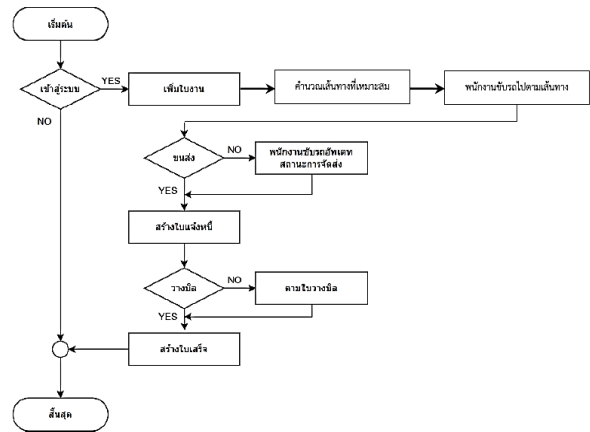 เริ่มต้น
เข้าสู่ระบบ
YES
เพิ่มใบงาน
คำนวณเส้นทางที่เหมาะสม
พนักงานขับรถไปตามเส้นทาง
NO
ขนส่ง
NO
พนักงานขับรถอัพเดท
สถานะการจัดส่ง
YES
สร้างใบแจ้งหนี้
วางบิล
NO
ตามใบวางบิล
YES
สร้างใบเสร็จ
สิ้นสุด